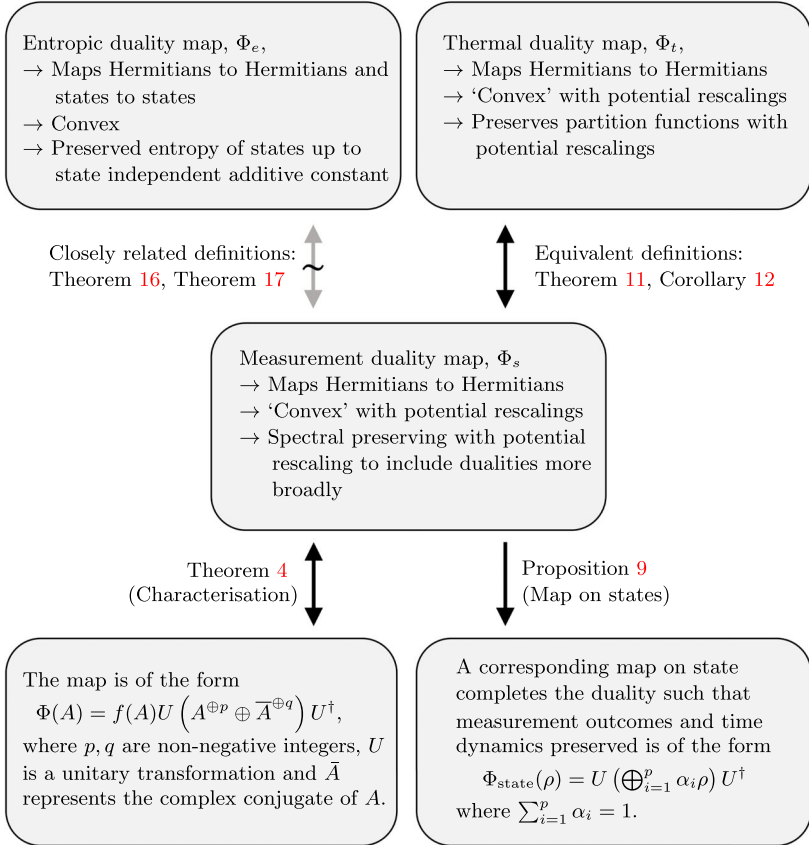 Entropic duality map, Φₑ,
→ Maps Hermitians to Hermitians and
states to states
→ Convex
→ Preserved entropy of states up to
state independent additive constant
Thermal duality map, Φₜ,
→ Maps Hermitians to Hermitians
→ ‘Convex’ with potential rescalings
→ Preserves partition functions with
potential rescalings
Closely related definitions:
Theorem 16, Theorem 17
∼
Equivalent definitions:
Theorem 11, Corollary 12
Measurement duality map, Φₛ
→ Maps Hermitians to Hermitians
→ ‘Convex’ with potential rescalings
→ Spectral preserving with potential
rescaling to include dualities more
broadly
Theorem 4
(Characterisation)
Proposition 9
(Map on states)
The map is of the form
Φ(A) = f(A)U (A^{⊕p} ⊕ A̅^{⊕q}) U†,
where p, q are non-negative integers, U
is a unitary transformation and Ā
represents the complex conjugate of A.
A corresponding map on state
completes the duality such that
measurement outcomes and time
dynamics preserved is of the form
Φ_{state}(ρ) = U (⊕_{i=1}^{p} α_i ρ) U†
where ∑_{i=1}^{p} α_i = 1.